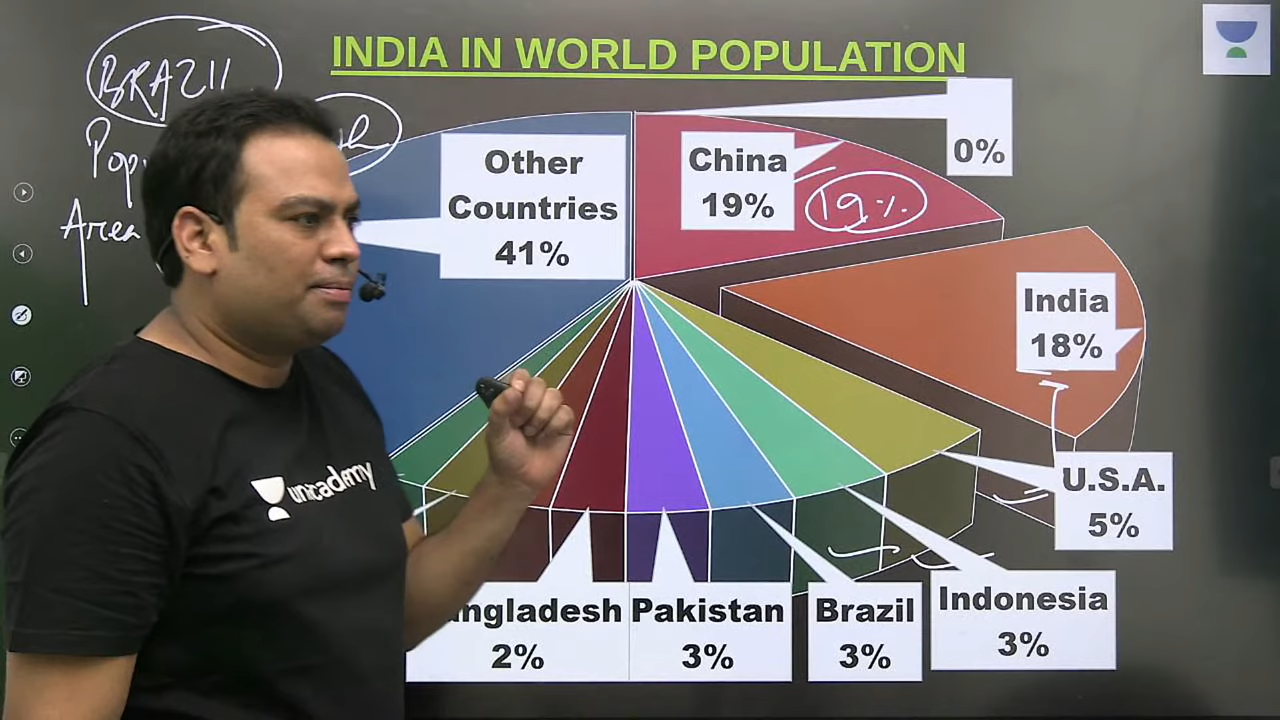 INDIA IN WORLD POPULATION
BRAZIL
Area
Other
Countries
41%
China
19%
19%
0%
India
18%
U.S.A.
5%
Indonesia
3%
Brazil
3%
Pakistan
3%
ngladesh
2%
unacademy